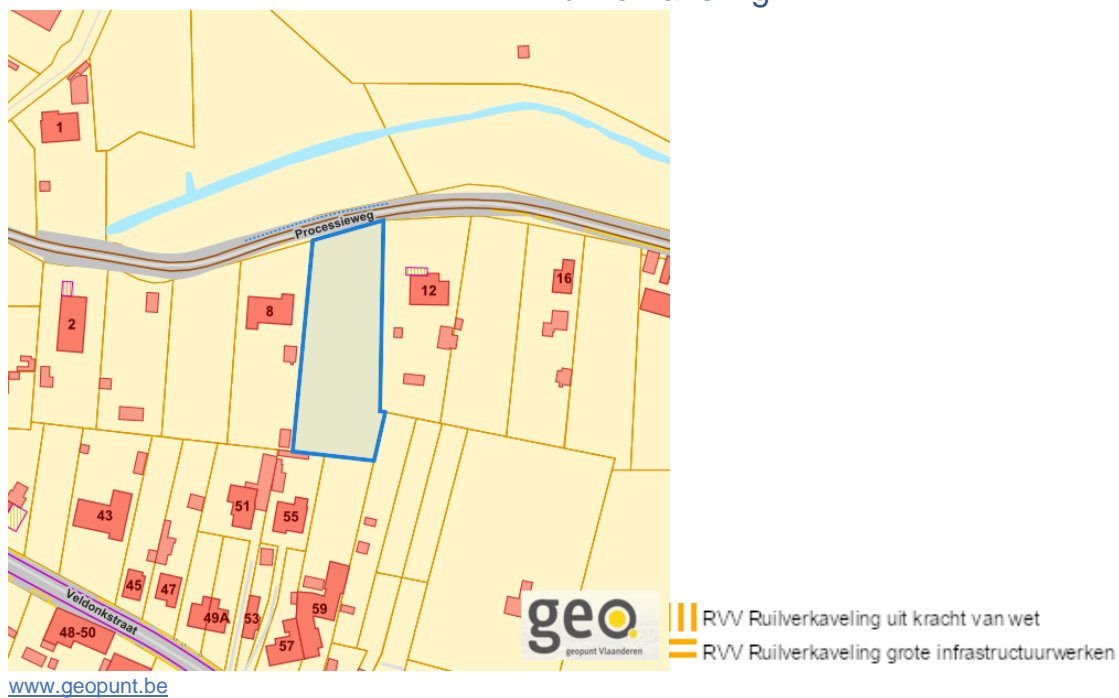 1
Processieweg
2
8
12
16
43
51
55
45
47
49A
53
59
57
Veldonkstraat
48-50
geo
geopunt Vlaanderen
RVV Ruilverkaveling uit kracht van wet
RVV Ruilverkaveling grote infrastructuurwerken
www.geopunt.be